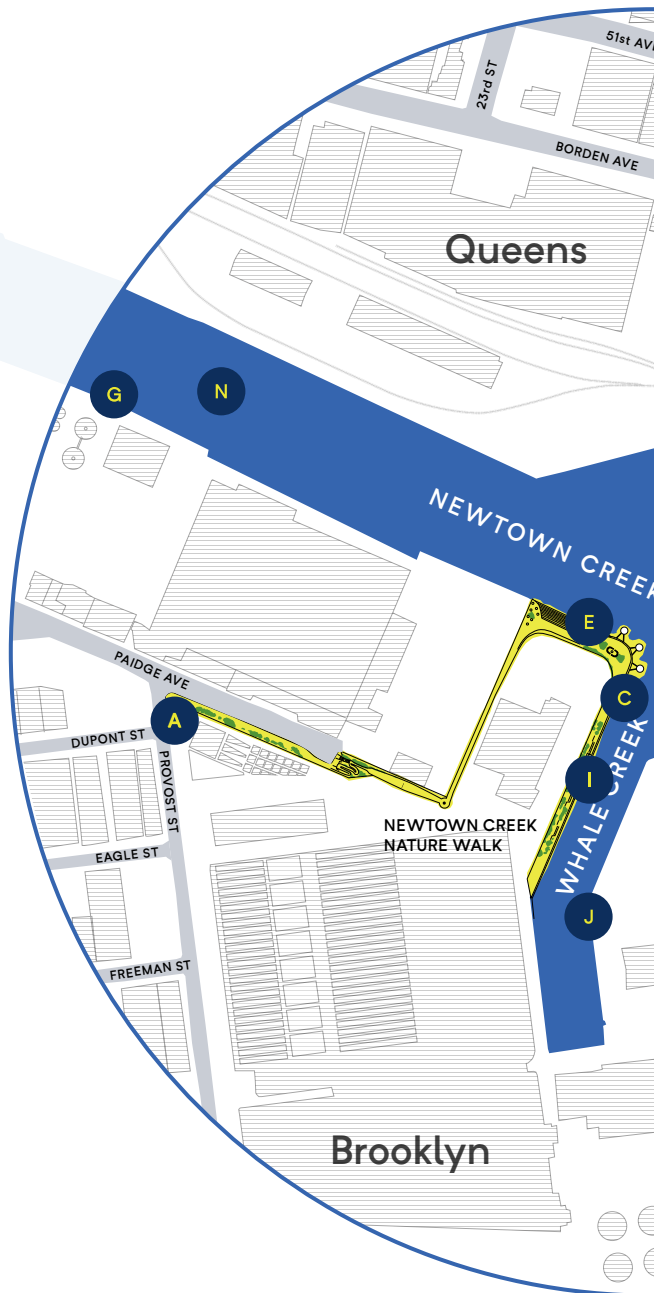 51st AV
23rd ST
BORDEN AVE
Queens
G
N
NEWTOWN CREEK
E
PAIDGE AVE
C
A
DUPONT ST
PROVOST ST
I
WHALE CREEK
NEWTOWN CREEK
NATURE WALK
EAGLE ST
J
FREEMAN ST
Brooklyn